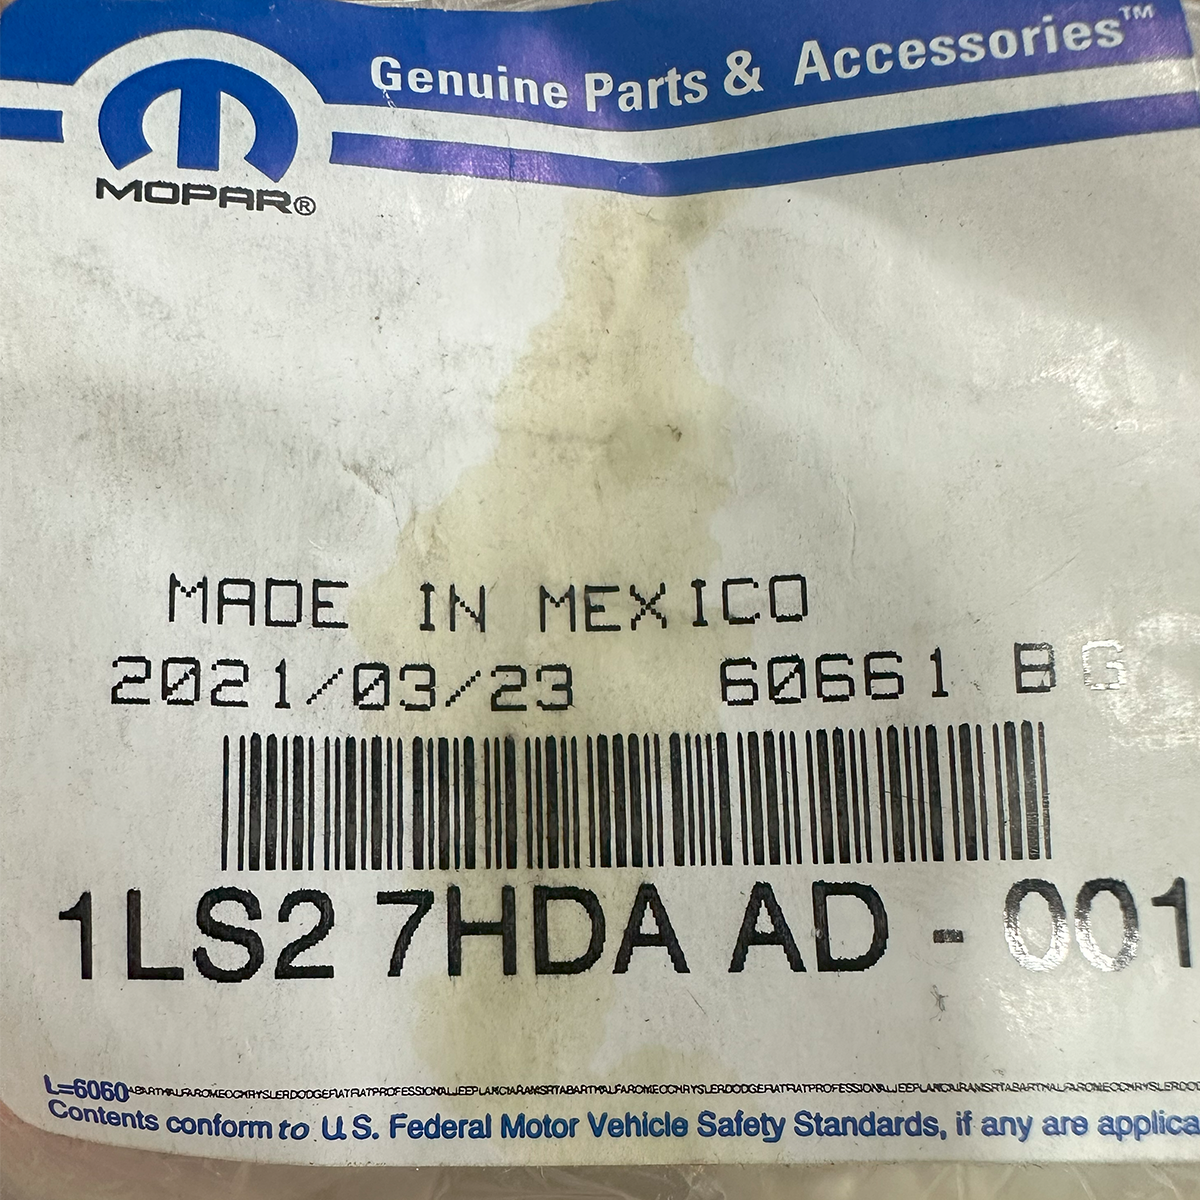 Genuine Parts & Accessories™
MOPAR®
MADE IN MEXICO
2021/03/23 60661 BG
1LS2 7HDA AD - 001
L=6060
Contents conform to U.S. Federal Motor Vehicle Safety Standards, if any are applica